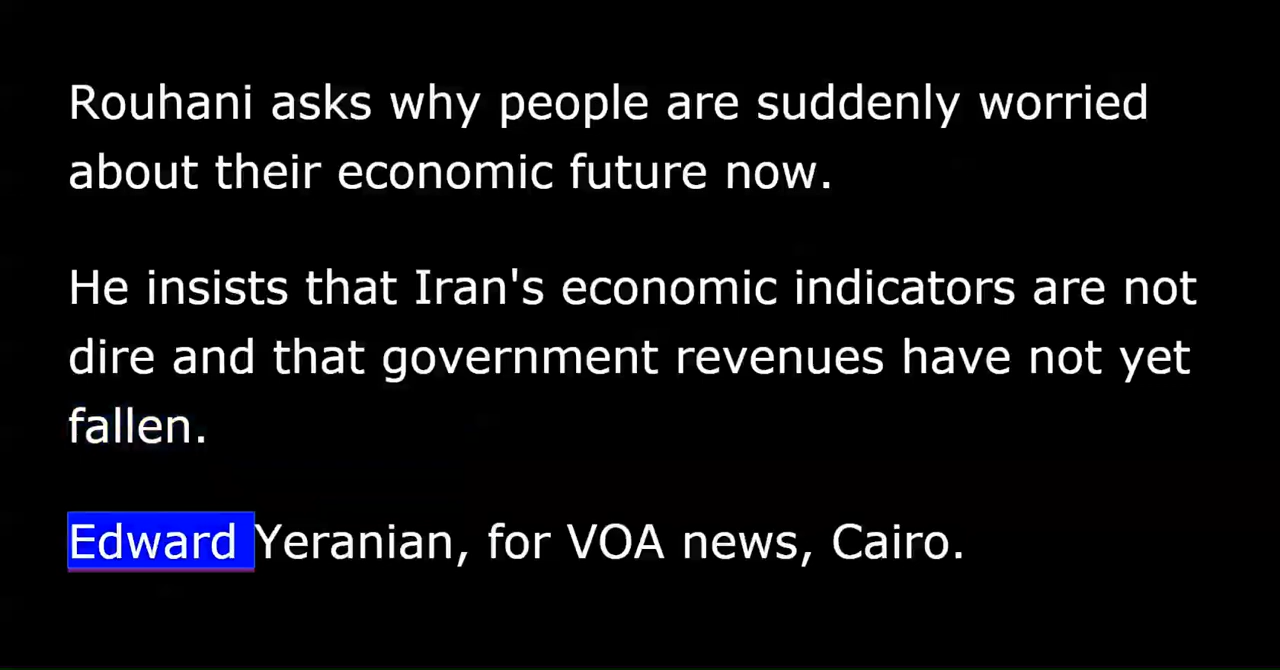 Rouhani asks why people are suddenly worried
about their economic future now.
He insists that Iran's economic indicators are not
dire and that government revenues have not yet
fallen.
Edward Yeranian, for VOA news, Cairo.